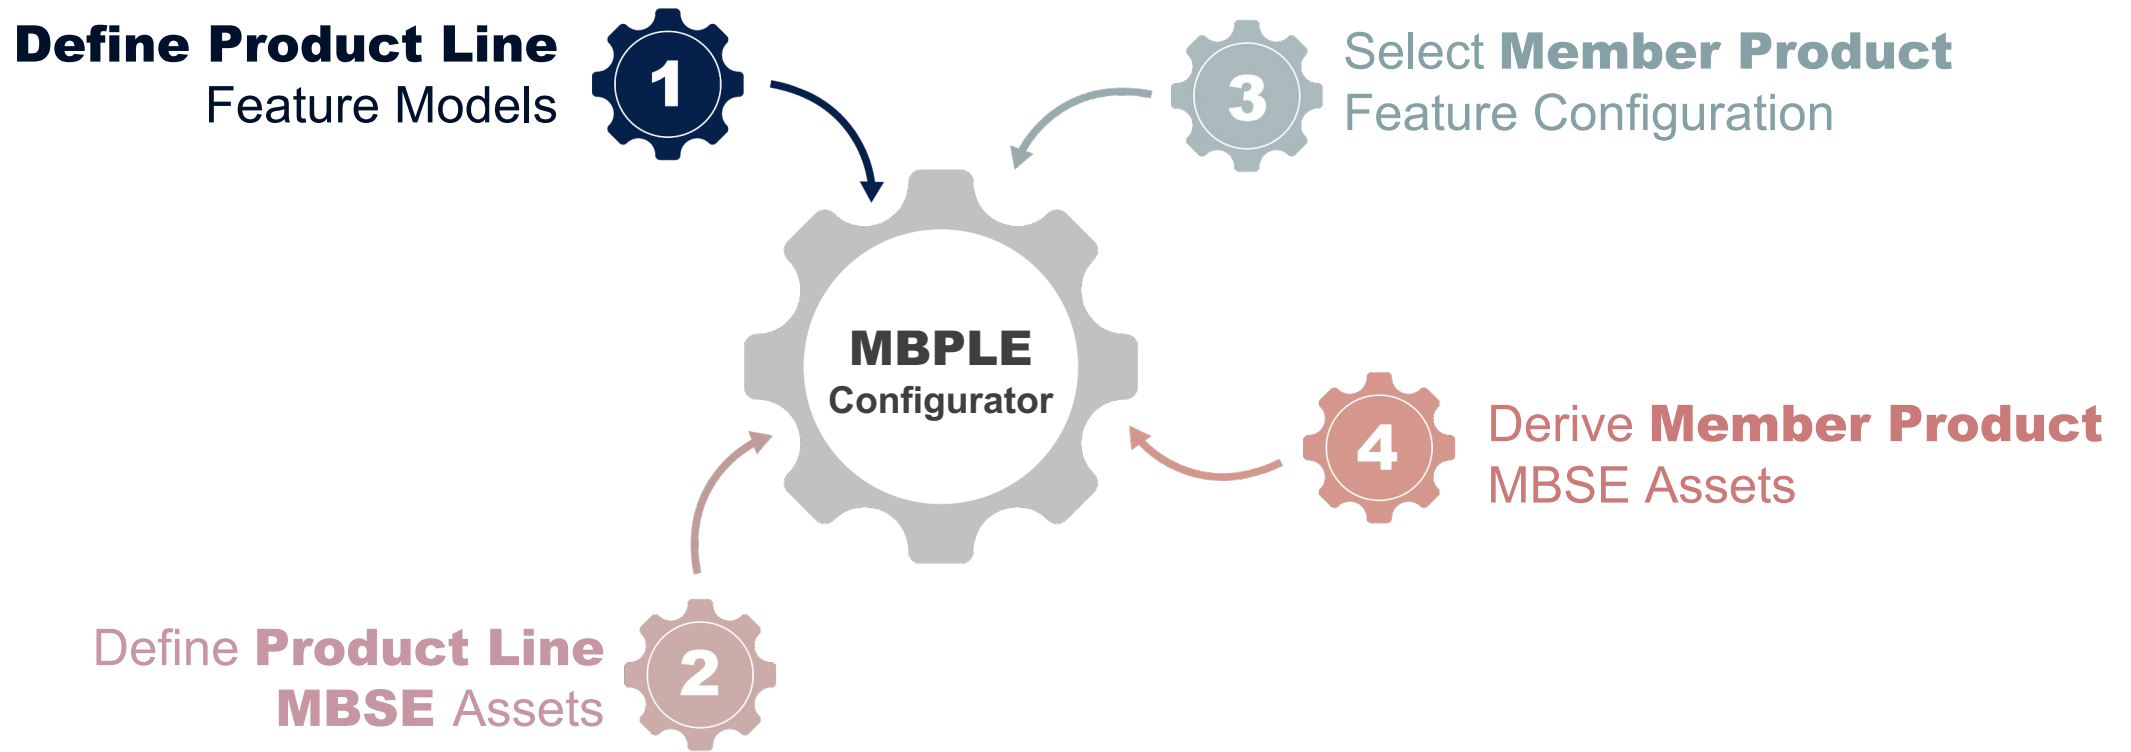 Define Product Line
Feature Models
1
3
Select Member Product
Feature Configuration
MBPLE
Configurator
4
Derive Member Product
MBSE Assets
Define Product Line
MBSE Assets
2